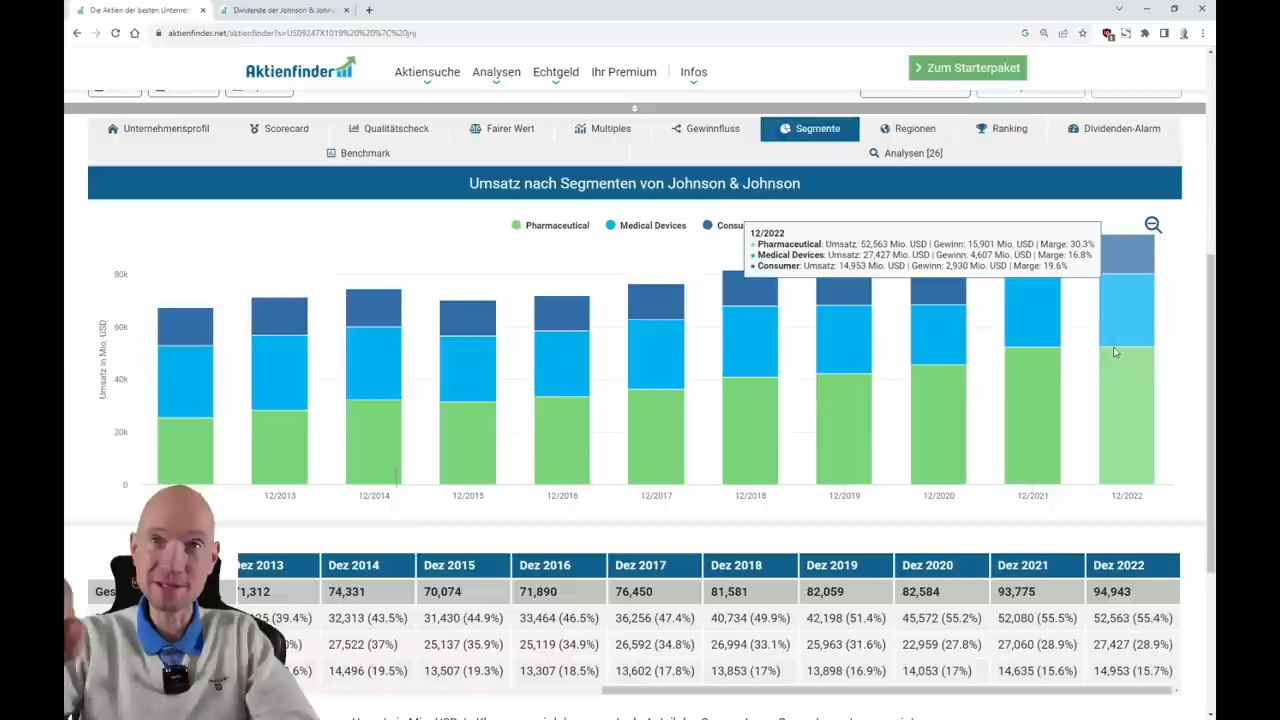 Die Aktien der besten Unterneh
Dividende der Johnson & Johns
aktienfinder.net/aktienfinder?s=US09247X1019%20%20%7C%20jnj
Aktienfinder
Aktiensuche
Analysen
Echtgeld
Ihr Premium
Infos
Zum Starterpaket
Unternehmensprofil
Scorecard
Qualitätscheck
Fairer Wert
Multiples
Gewinnfluss
Segmente
Regionen
Ranking
Dividenden-Alarm
Benchmark
Analysen [26]
Umsatz nach Segmenten von Johnson & Johnson
Pharmaceutical
Medical Devices
Consu
12/2022
Pharmaceutical: Umsatz: 52,563 Mio. USD | Gewinn: 15,901 Mio. USD | Marge: 30.3%
Medical Devices: Umsatz: 27,427 Mio. USD | Gewinn: 4,607 Mio. USD | Marge: 16.8%
Consumer: Umsatz: 14,953 Mio. USD | Gewinn: 2,930 Mio. USD | Marge: 19.6%
Umsatz in Mio. USD
80k
60k
40k
20k
0
12/2013
12/2014
12/2015
12/2016
12/2017
12/2018
12/2019
12/2020
12/2021
12/2022
Dez 2013 Dez 2014 Dez 2015 Dez 2016 Dez 2017 Dez 2018 Dez 2019 Dez 2020 Dez 2021 Dez 2022
Ges 71,312 74,331 70,074 71,890 76,450 81,581 82,059 82,584 93,775 94,943
(39.4%) 32,313 (43.5%) 31,430 (44.9%) 33,464 (46.5%) 36,256 (47.4%) 40,734 (49.9%) 42,198 (51.4%) 45,572 (55.2%) 52,080 (55.5%) 52,563 (55.4%)
27,522 (37%) 25,137 (35.9%) 25,119 (34.9%) 26,592 (34.8%) 26,994 (33.1%) 25,963 (31.6%) 22,959 (27.8%) 27,060 (28.9%) 27,427 (28.9%)
14,496 (19.5%) 13,507 (19.3%) 13,307 (18.5%) 13,602 (17.8%) 13,853 (17%) 13,898 (16.9%) 14,053 (17%) 14,635 (15.6%) 14,953 (15.7%)